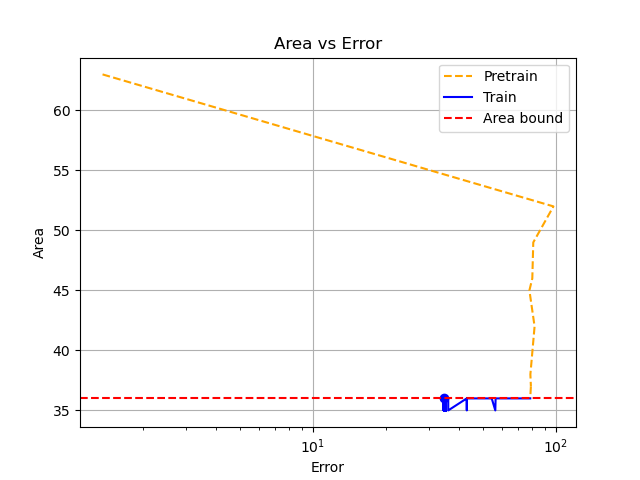 Area vs Error
Pretrain
Train
Area bound
60
55
50
45
40
35
Area
10¹
10²
Error